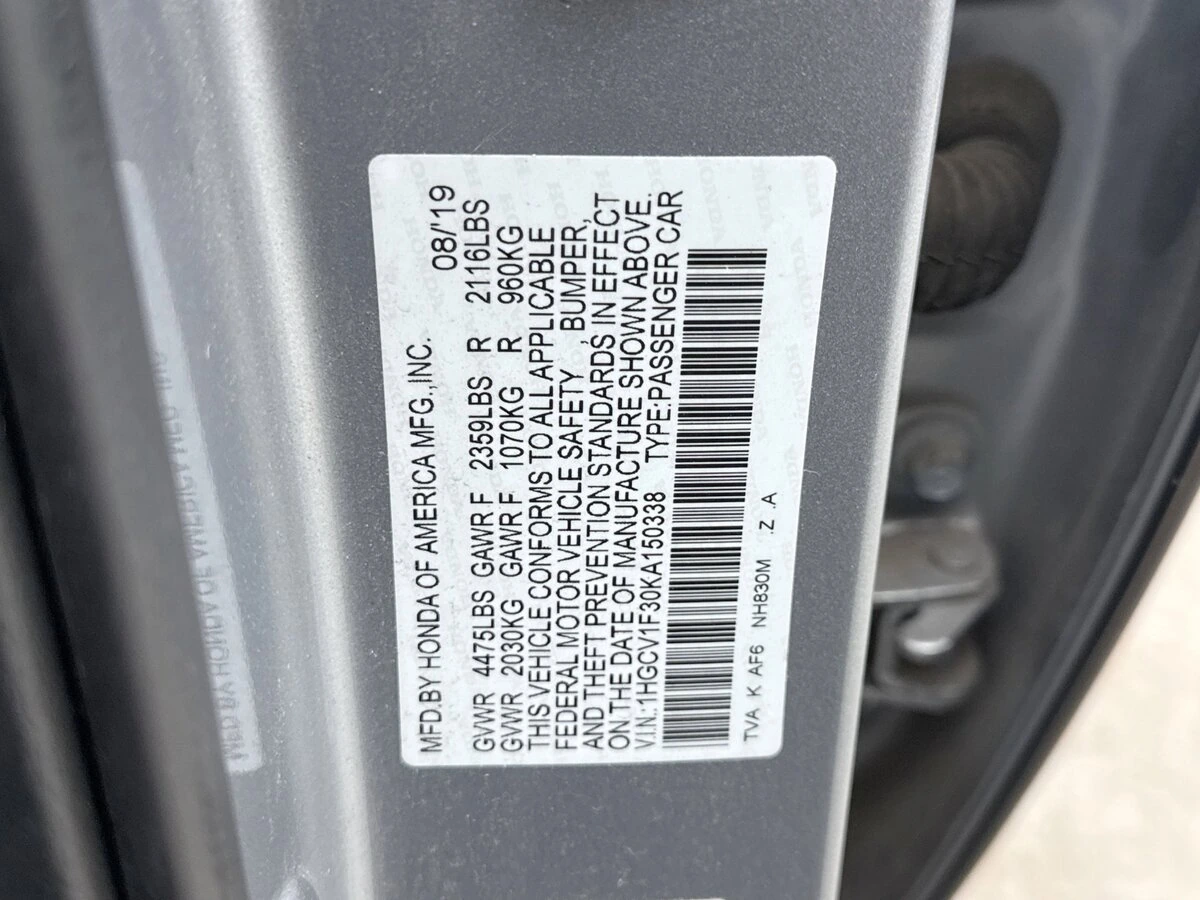 MFD.BY HONDA OF AMERICA MFG.,INC. 08/'19
GVWR 4475LBS GAWR F 2359LBS R 2116LBS
GVWR 2030KG GAWR F 1070KG R 960KG
THIS VEHICLE CONFORMS TO ALL APPLICABLE
FEDERAL MOTOR VEHICLE SAFETY, BUMPER,
AND THEFT PREVENTION STANDARDS, IN EFFECT
ON THE DATE OF MANUFACTURE SHOWN ABOVE.
V.I.N.:1HGCV1F30KA150338 TYPE:PASSENGER CAR
TVA K AF6 NH830M .Z .A